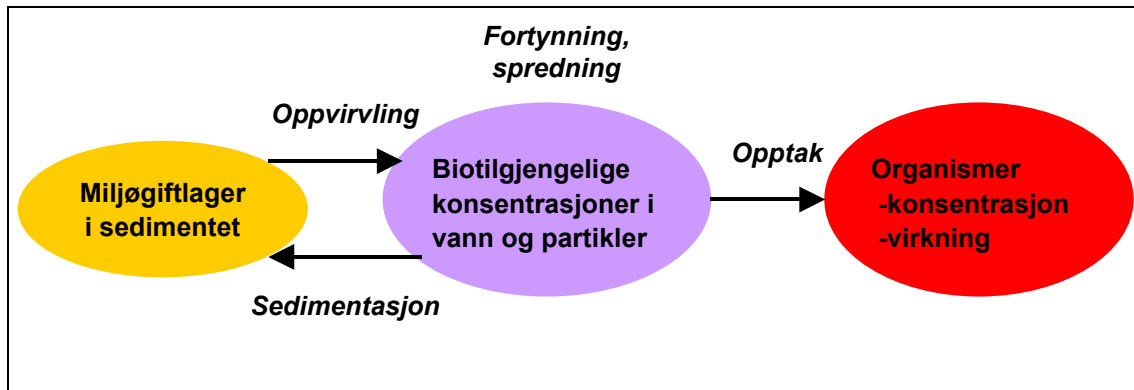 Fortynning,
spredning
Oppvirvling
Opptak
Miljøgiftlager
i sedimentet
Biotilgjengelige
konsentrasjoner i
vann og partikler
Organismer
-konsentrasjon
-virkning
Sedimentasjon